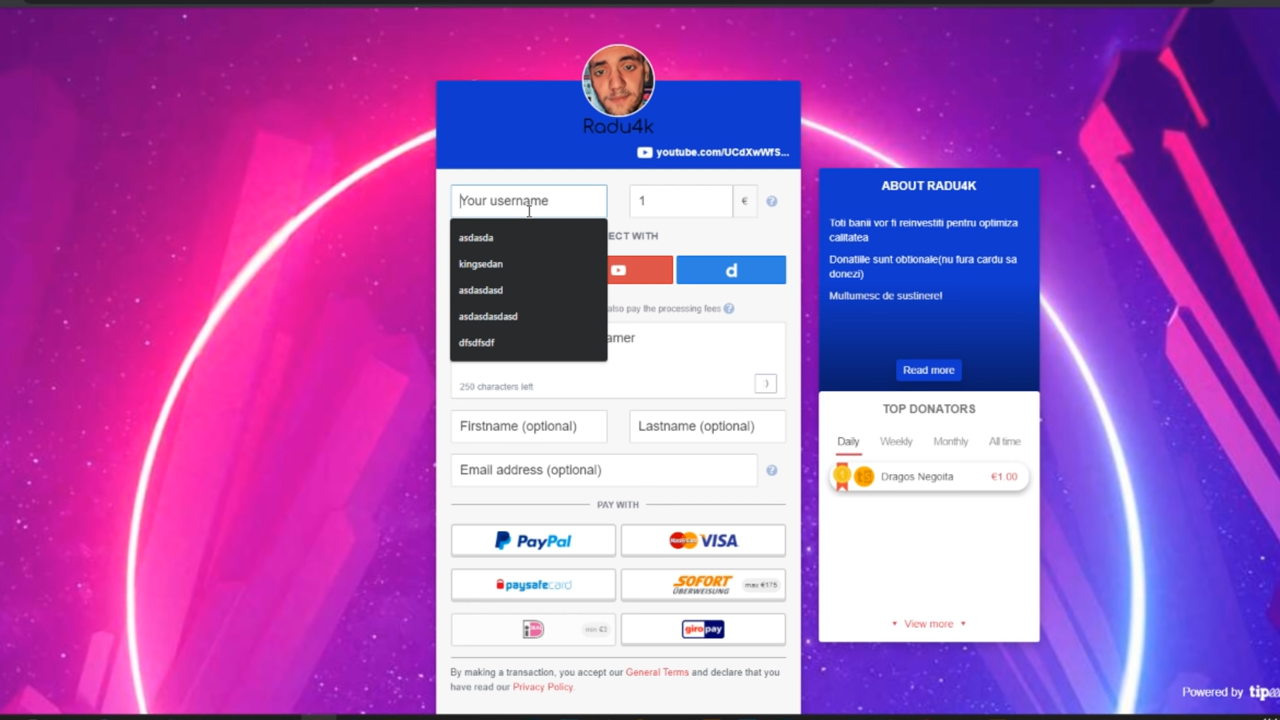 Radu4k
youtube.com/UCdXwWfS...
Your username
1
€
?
asdasda
kingsedan
asdasdasd
asdasdasdasd
dfsdfsdf
ECT WITH
d
also pay the processing fees ?
amer
250 characters left
:)
Firstname (optional)
Lastname (optional)
Email address (optional)
?
PAY WITH
PayPal
MasterCard VISA
paysafecard
SOFORT ÜBERWEISUNG max €175
iD min €3
giropay
By making a transaction, you accept our General Terms and declare that you
have read our Privacy Policy.
ABOUT RADU4K
Toti banii vor fi reinvestiti pentru optimiza
calitatea
Donatiile sunt obtionale(nu fura cardu sa
donezi)
Multumesc de sustinere!
Read more
TOP DONATORS
Daily Weekly Monthly All time
1 Dragos Negoita €1.00
View more
Powered by